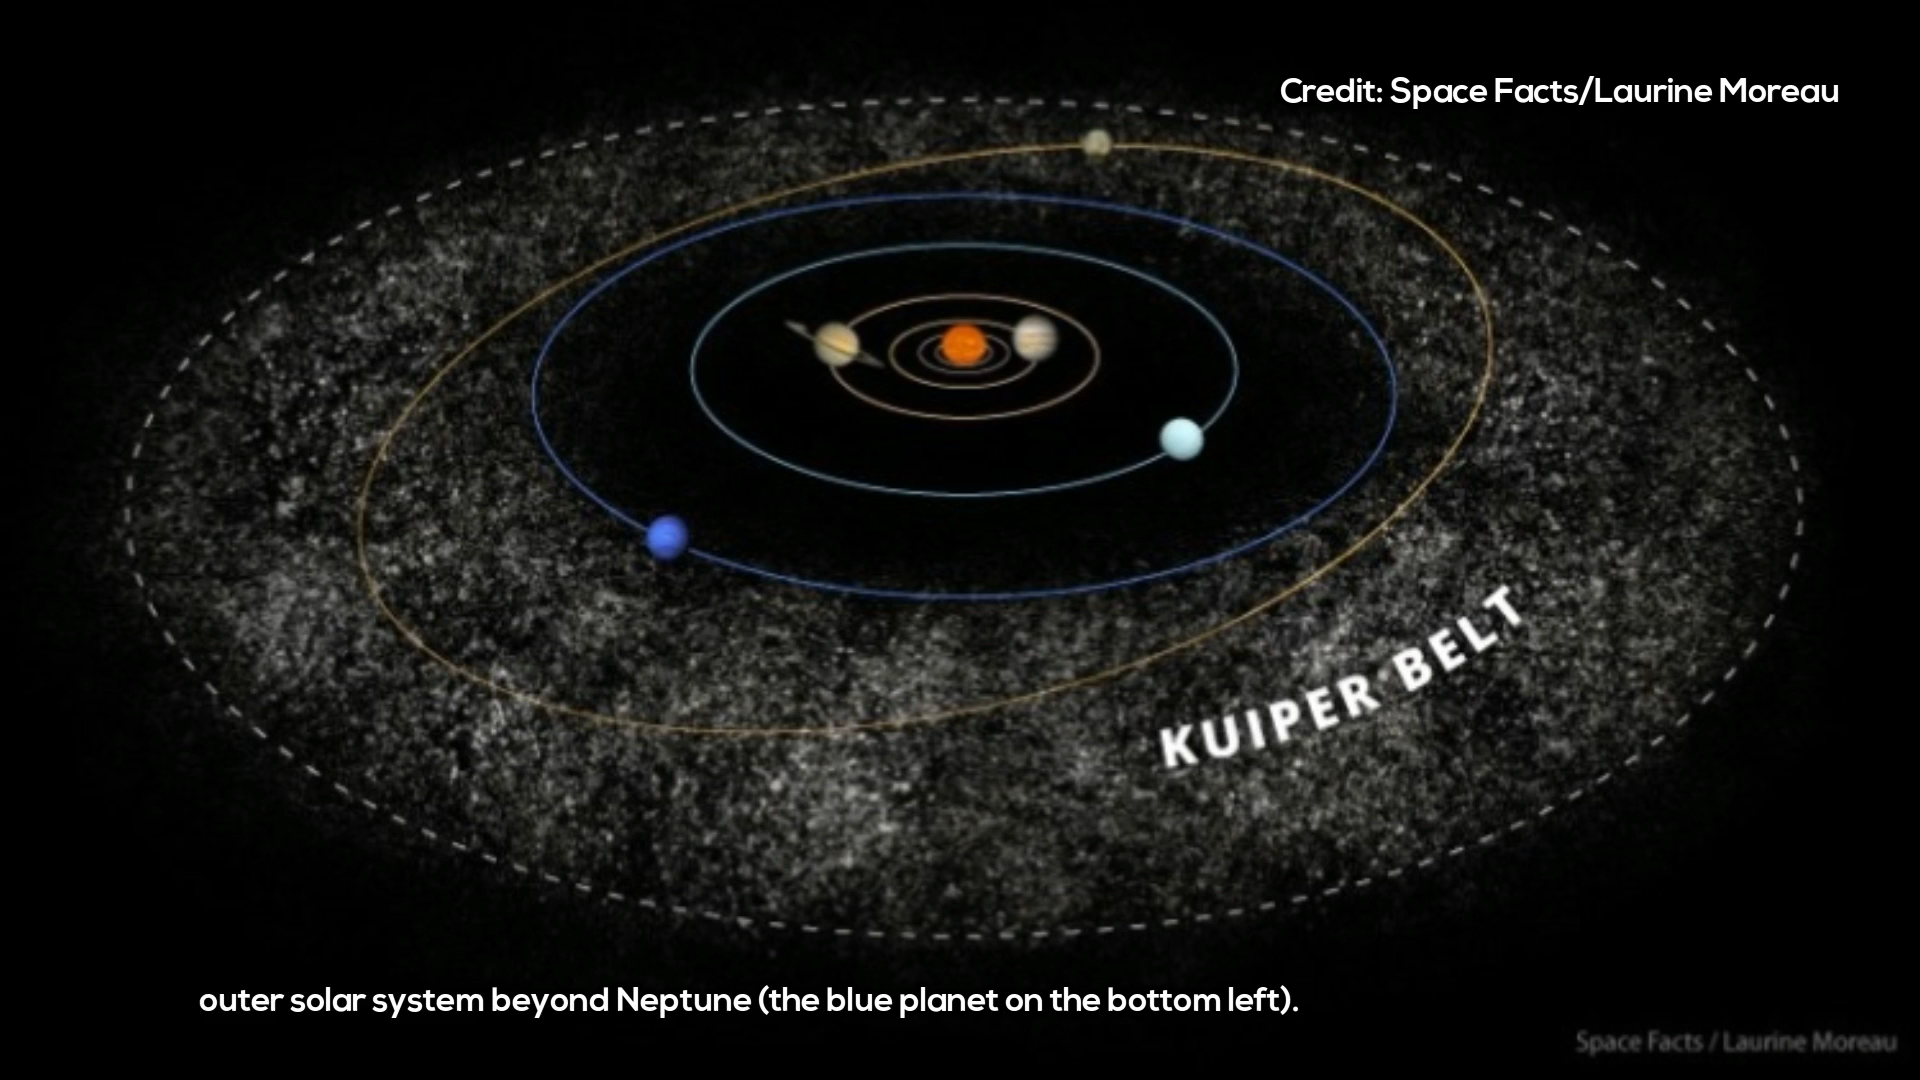 Credit: Space Facts/Laurine Moreau
KUIPER BELT
outer solar system beyond Neptune (the blue planet on the bottom left).
Space Facts / Laurine Moreau